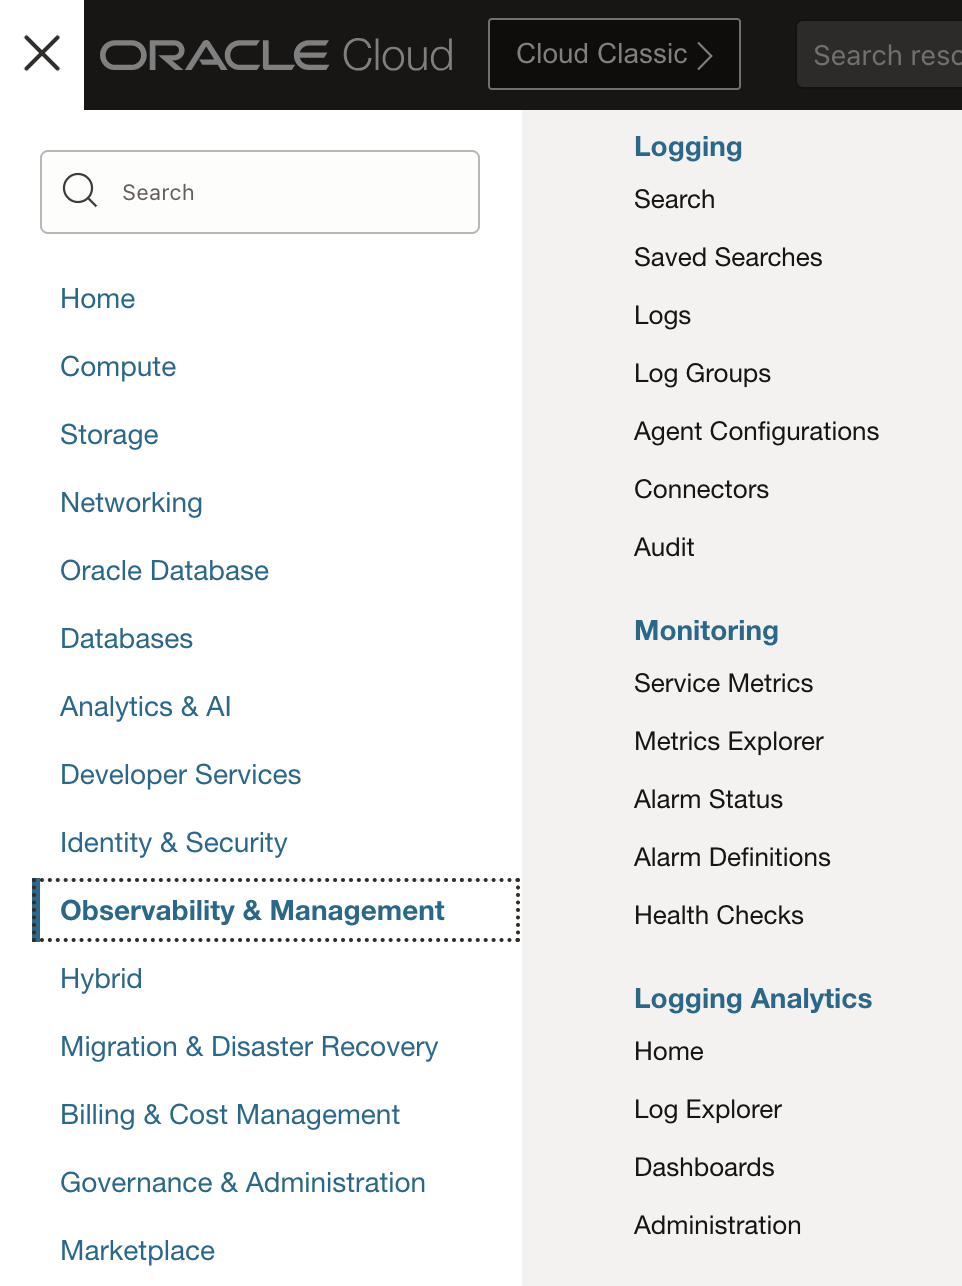 ORACLE Cloud
Cloud Classic
Search
Home
Compute
Storage
Networking
Oracle Database
Databases
Analytics & AI
Developer Services
Identity & Security
Observability & Management
Hybrid
Migration & Disaster Recovery
Billing & Cost Management
Governance & Administration
Marketplace
Search reso
Logging
Search
Saved Searches
Logs
Log Groups
Agent Configurations
Connectors
Audit
Monitoring
Service Metrics
Metrics Explorer
Alarm Status
Alarm Definitions
Health Checks
Logging Analytics
Home
Log Explorer
Dashboards
Administration